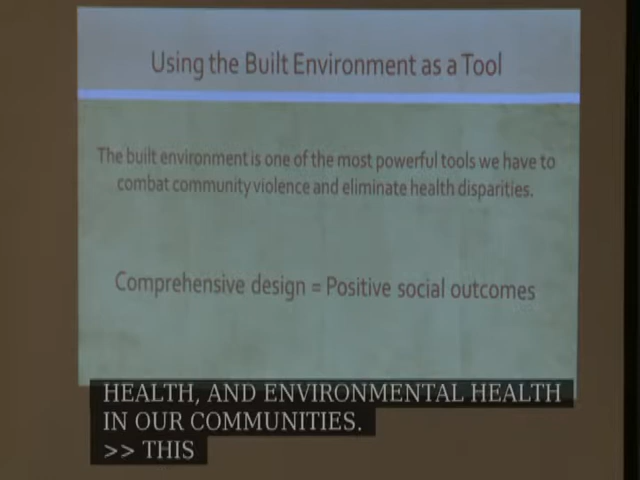 Using the Built Environment as a Tool
The built environment is one of the most powerful tools we have to
combat community violence and eliminate health disparities.
Comprehensive design = Positive social outcomes
HEALTH, AND ENVIRONMENTAL HEALTH
IN OUR COMMUNITIES.
>> THIS